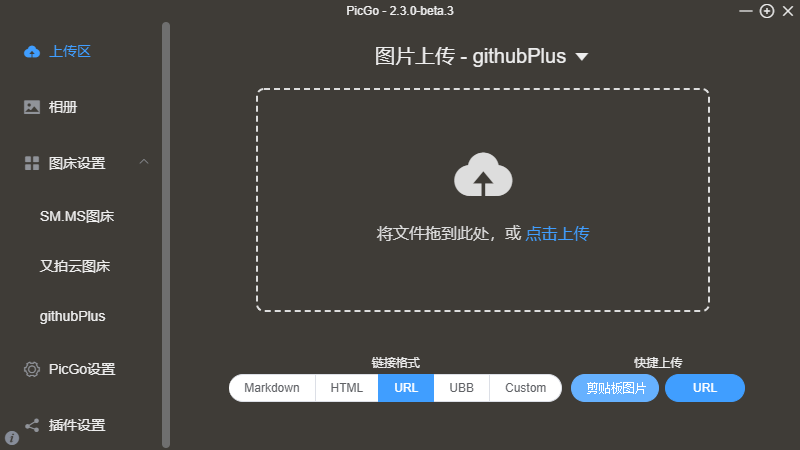 PicGo - 2.3.0-beta.3
上传区
相册
图床设置
SM.MS图床
又拍云图床
githubPlus
PicGo设置
插件设置
图片上传 - githubPlus
将文件拖到此处，或 点击上传
链接格式
Markdown HTML URL UBB Custom
快捷上传
剪贴板图片 URL